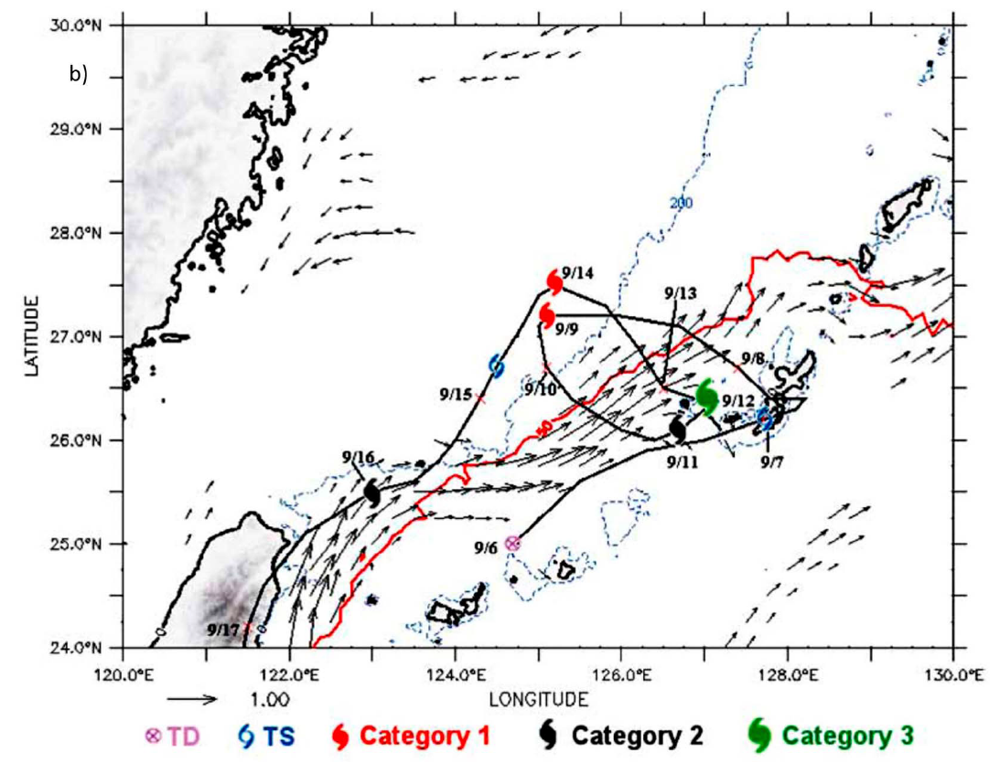 30.0°N
b)
29.0°N
200
28.0°N
9/14
9/13
27.0°N
9/9
9/8
9/10
9/15
9/12
50
26.0°N
9/16
9/11
9/7
25.0°N
9/6
9/17
0
0
24.0°N
LATITUDE
120.0°E 122.0°E 124.0°E 126.0°E 128.0°E 130.0°E
1.00 LONGITUDE
TD TS Category 1 Category 2 Category 3